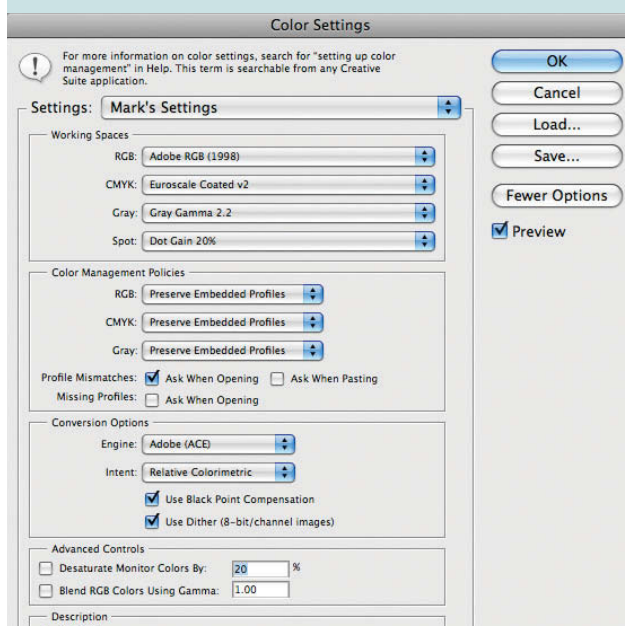 Color Settings
For more information on color settings, search for "setting up color
management" in Help. This term is searchable from any Creative
Suite application.
Settings: Mark's Settings
Working Spaces
RGB: Adobe RGB (1998)
CMYK: Euroscale Coated v2
Gray: Gray Gamma 2.2
Spot: Dot Gain 20%
Color Management Policies
RGB: Preserve Embedded Profiles
CMYK: Preserve Embedded Profiles
Gray: Preserve Embedded Profiles
Profile Mismatches: Ask When Opening Ask When Pasting
Missing Profiles: Ask When Opening
Conversion Options
Engine: Adobe (ACE)
Intent: Relative Colorimetric
Use Black Point Compensation
Use Dither (8-bit/channel images)
Advanced Controls
Desaturate Monitor Colors By: 20 %
Blend RGB Colors Using Gamma: 1.00
Description
OK
Cancel
Load...
Save...
Fewer Options
Preview